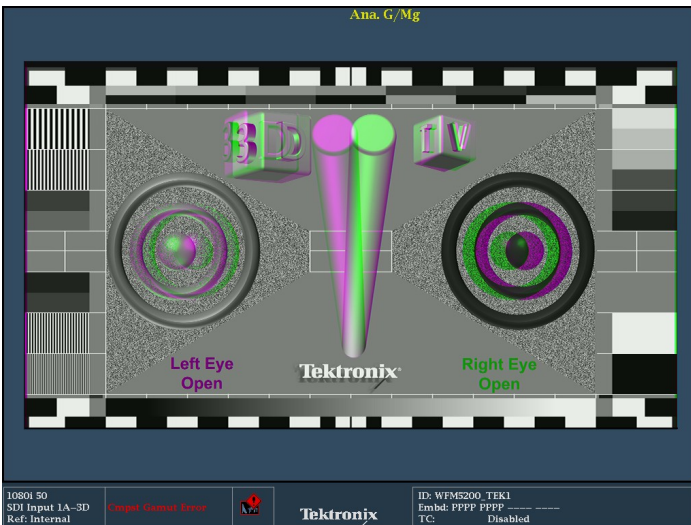 Ana. G/Mg
3D
TV
Left Eye
Open
Tektronix
Right Eye
Open
1080i 50
SDI Input 1A-3D
Ref: Internal
Cmpst Gamut Error
Tektronix
ID: WFM5200_TEK1
Embd: PPPP PPPP ---- ----
TC: Disabled